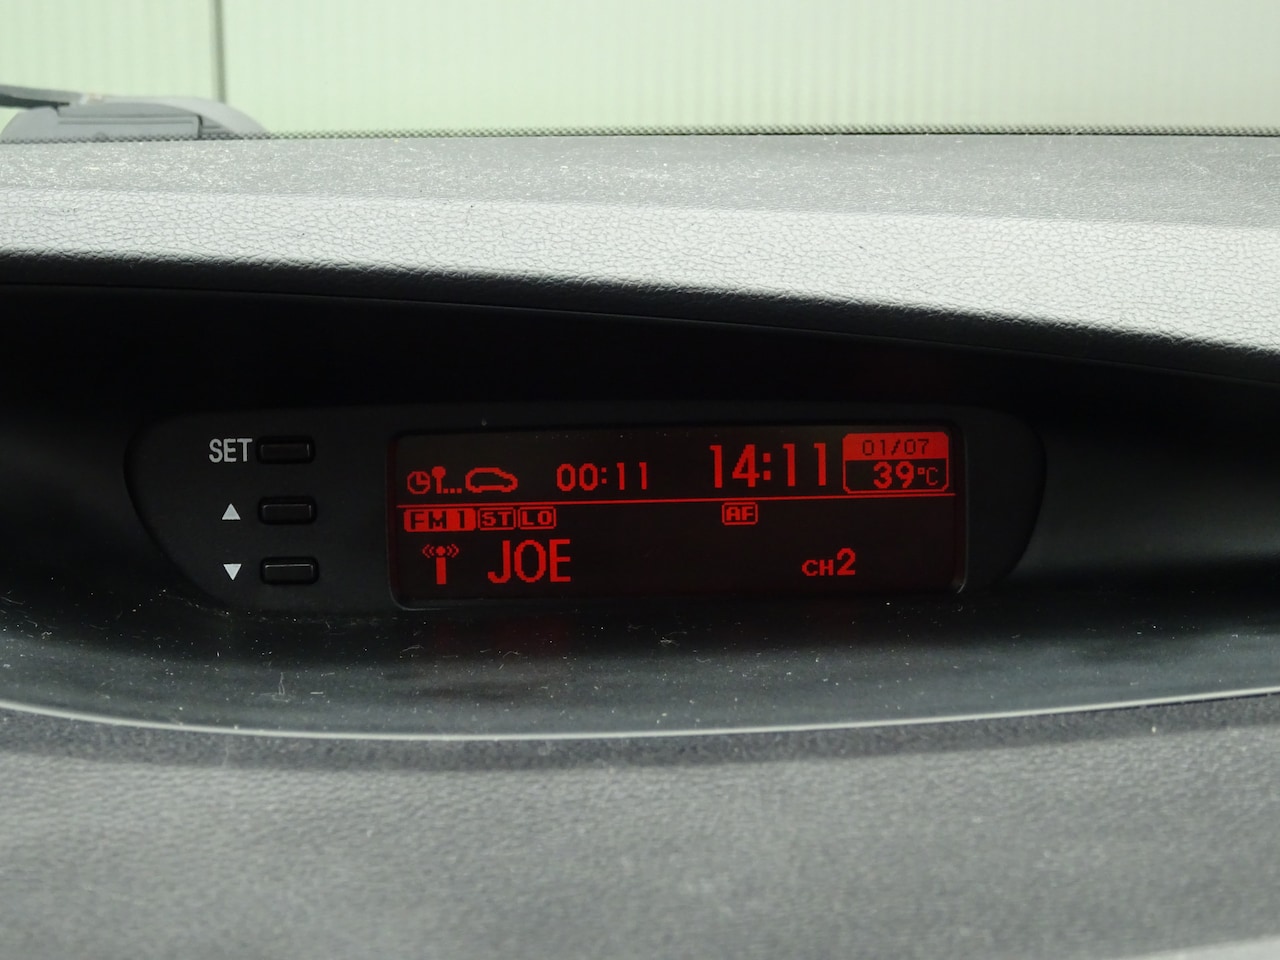 SET
00:11 14:11 01/07
39°C
FM1 ST LO AF
JOE CH2